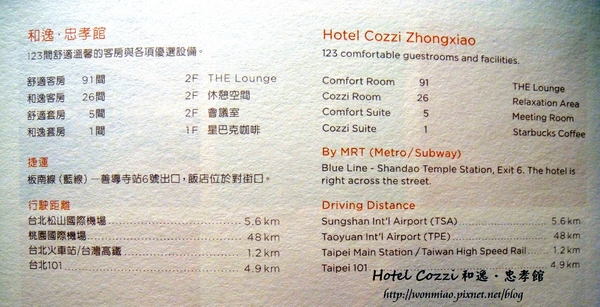 和逸．忠孝館
123間舒適溫馨的客房與各項優選設備。
舒適客房 91間 2F THE Lounge
和逸客房 26間 2F 休憩空間
舒適套房 5間 2F 會議室
和逸套房 1間 1F 星巴克咖啡
捷運
板南線(藍線)—善導寺站6號出口，飯店位於對街口。
行駛距離
台北松山國際機場 5.6 km
桃園國際機場 48 km
台北火車站/台灣高鐵 1.2 km
台北101 4.9 km
Hotel Cozzi Zhongxiao
123 comfortable guestrooms and facilities.
Comfort Room 91 THE Lounge
Cozzi Room 26 Relaxation Area
Comfort Suite 5 Meeting Room
Cozzi Suite 1 Starbucks Coffee
By MRT (Metro/Subway)
Blue Line - Shandao Temple Station, Exit 6. The hotel is
right across the street.
Driving Distance
Sungshan Int'l Airport (TSA) 5.6 km
Taoyuan Int'l Airport (TPE) 48 km
Taipei Main Station / Taiwan High Speed Rail 1.2 km
Taipei 101 4.9 km
Hotel Cozzi 和逸．忠孝館
http://wonmiao.pixnet.net/blog